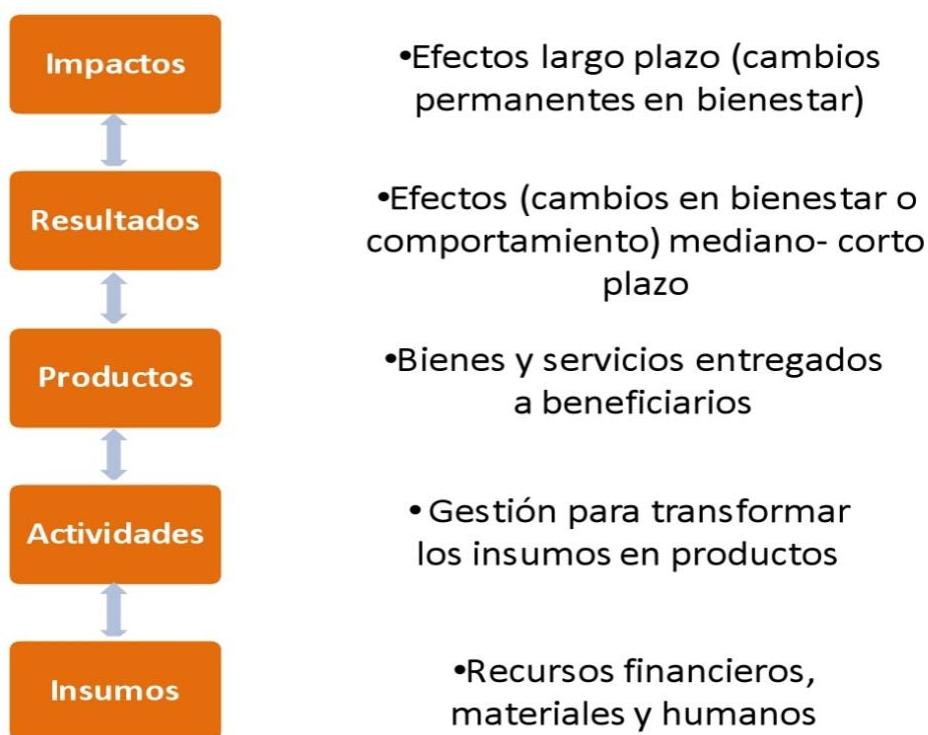 Impactos
•Efectos largo plazo (cambios
permanentes en bienestar)
Resultados
•Efectos (cambios en bienestar o
comportamiento) mediano- corto
plazo
Productos
•Bienes y servicios entregados
a beneficiarios
Actividades
• Gestión para transformar
los insumos en productos
Insumos
•Recursos financieros,
materiales y humanos